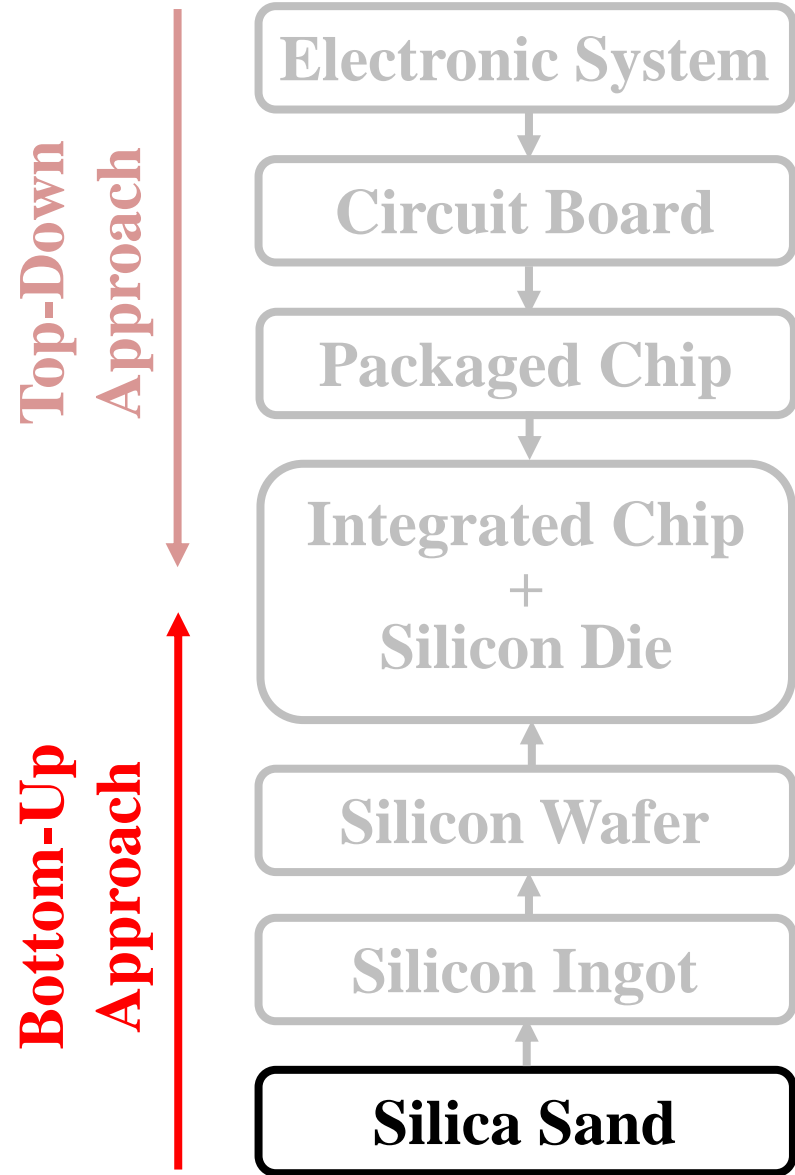 Top-Down
Approach
Electronic System
Circuit Board
Packaged Chip
Integrated Chip
+
Silicon Die
Bottom-Up
Approach
Silicon Wafer
Silicon Ingot
Silica Sand